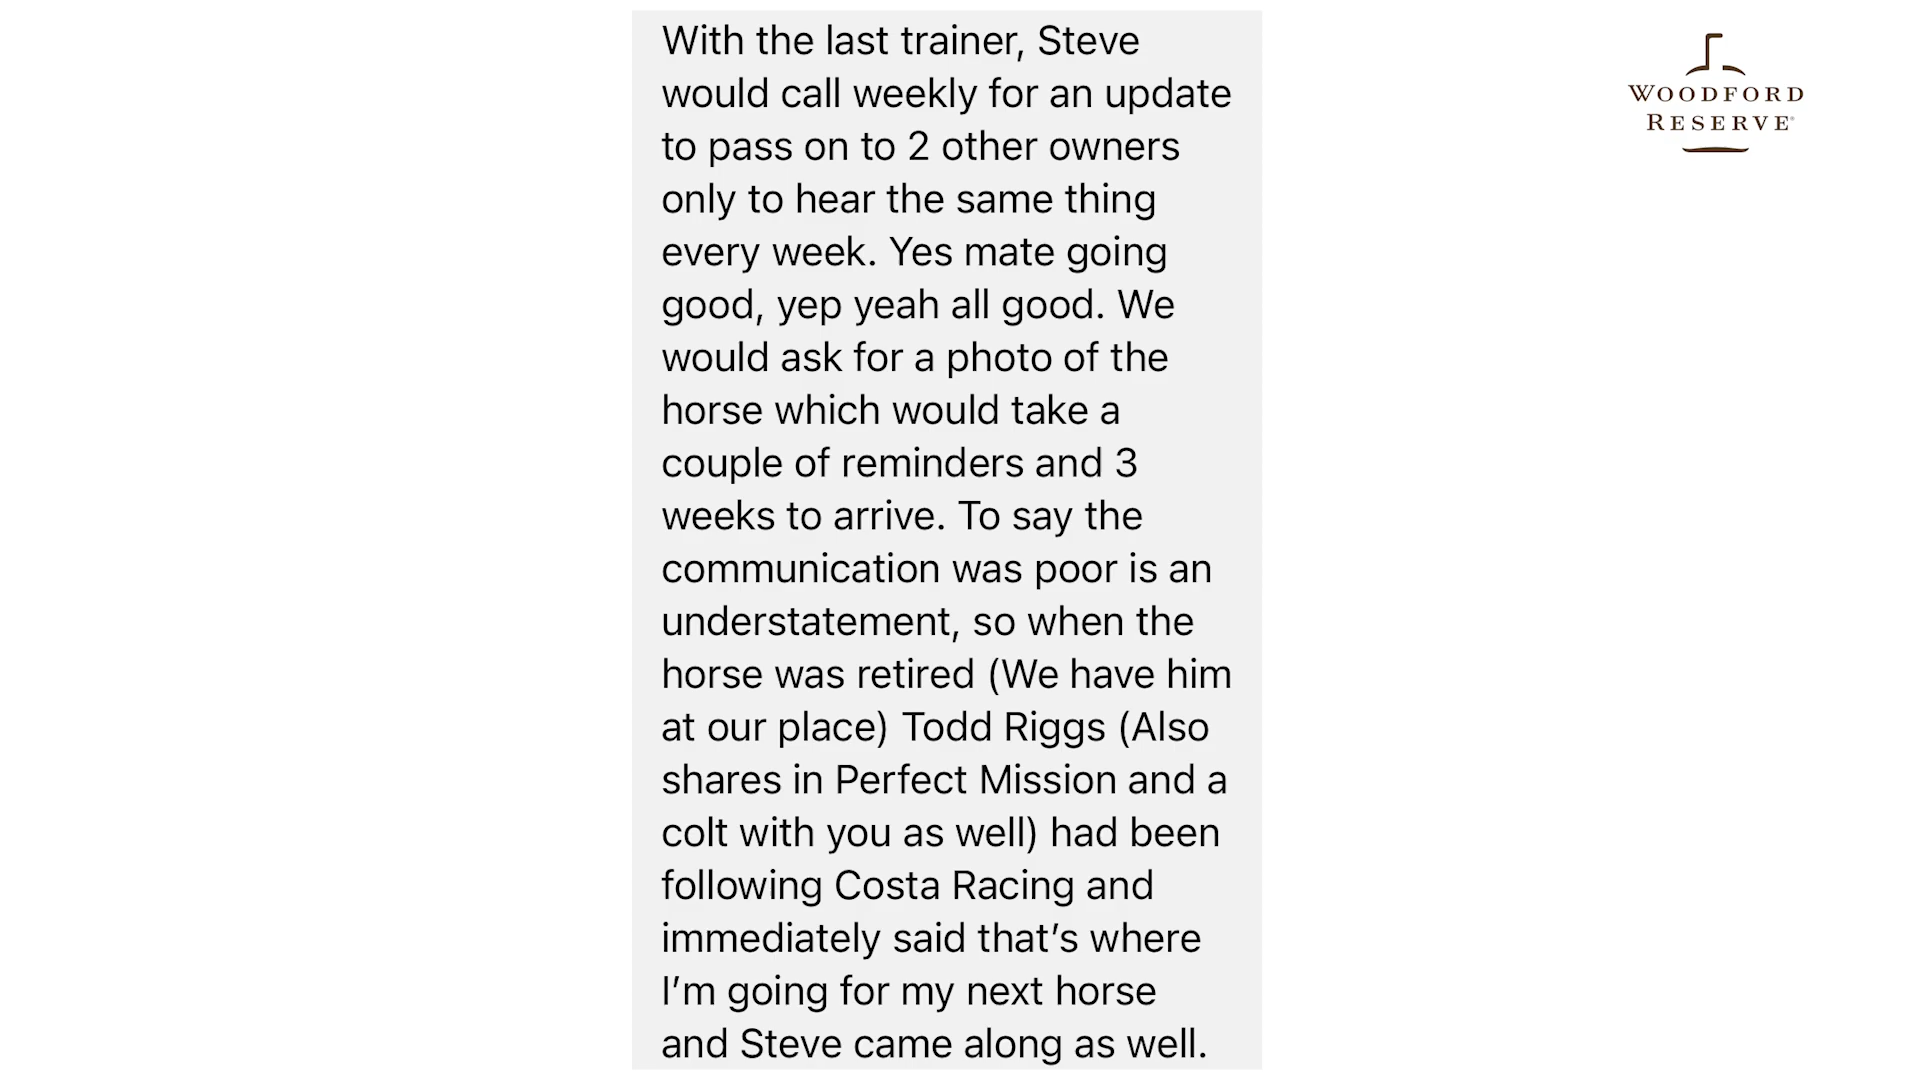 With the last trainer, Steve
would call weekly for an update
to pass on to 2 other owners
only to hear the same thing
every week. Yes mate going
good, yep yeah all good. We
would ask for a photo of the
horse which would take a
couple of reminders and 3
weeks to arrive. To say the
communication was poor is an
understatement, so when the
horse was retired (We have him
at our place) Todd Riggs (Also
shares in Perfect Mission and a
colt with you as well) had been
following Costa Racing and
immediately said that’s where
I’m going for my next horse
and Steve came along as well.
WOODFORD
RESERVE